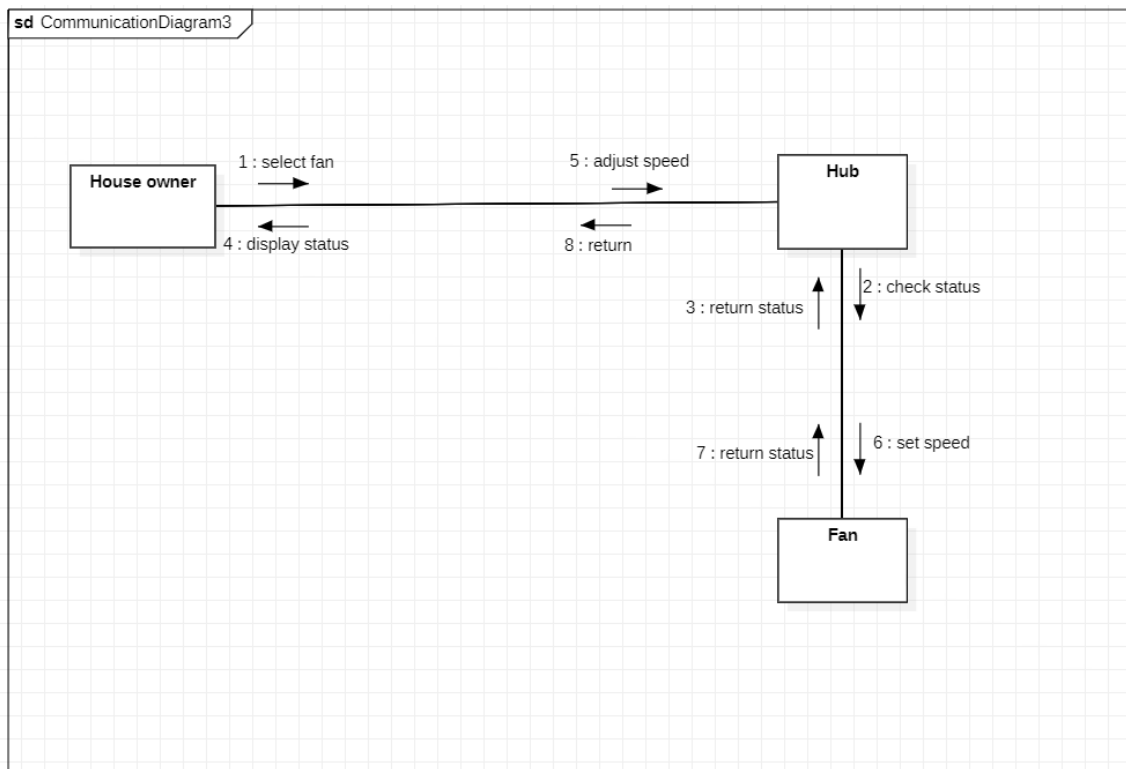 sd CommunicationDiagram3
1 : select fan
5 : adjust speed
House owner
Hub
4 : display status
8 : return
2 : check status
3 : return status
6 : set speed
7 : return status
Fan